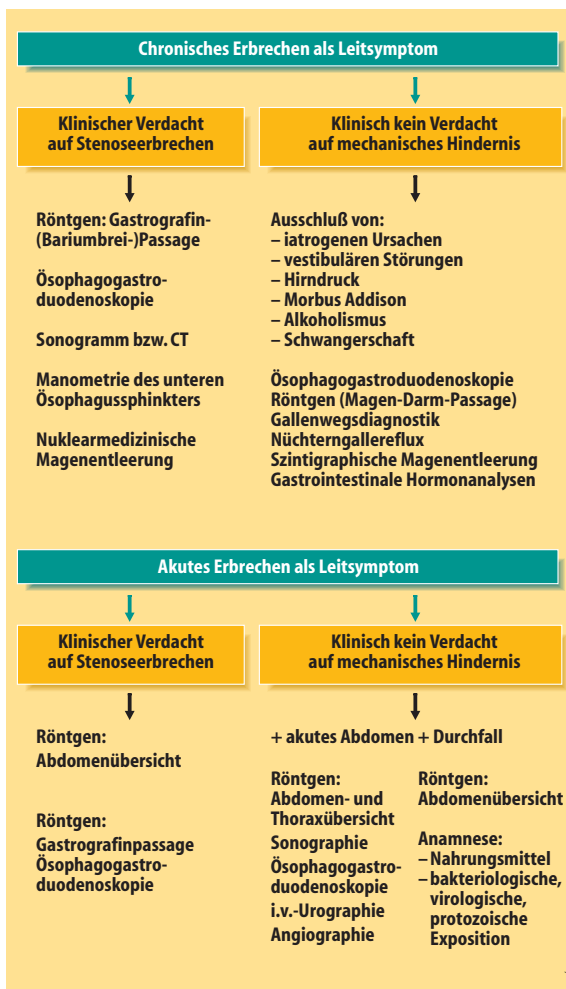 Chronisches Erbrechen als Leitsymptom
Klinischer Verdacht
auf Stenoseerbrechen
Röntgen: Gastrografin-
(Bariumbrei-)Passage
Ösophagogastro-
duodenoskopie
Sonogramm bzw. CT
Manometrie des unteren
Ösophagussphinkters
Nuklearmedizinische
Magenentleerung
Klinisch kein Verdacht
auf mechanisches Hindernis
Ausschluß von:
– iatrogenen Ursachen
– vestibulären Störungen
– Hirndruck
– Morbus Addison
– Alkoholismus
– Schwangerschaft
Ösophagogastroduodenoskopie
Röntgen (Magen-Darm-Passage)
Gallenwegsdiagnostik
Nüchterngallereflux
Szintigraphische Magenentleerung
Gastrointestinale Hormonanalysen
Akutes Erbrechen als Leitsymptom
Klinischer Verdacht
auf Stenoseerbrechen
Röntgen:
Abdomenübersicht
Röntgen:
Gastrografinpassage
Ösophagogastro-
duodenoskopie
Klinisch kein Verdacht
auf mechanisches Hindernis
+ akutes Abdomen + Durchfall
Röntgen:
Abdomen- und
Thoraxübersicht
Sonographie
Ösophagogastro-
duodenoskopie
i.v.-Urographie
Angiographie
Röntgen:
Abdomenübersicht
Anamnese:
– Nahrungsmittel
– bakteriologische,
virologische,
protozoische
Exposition